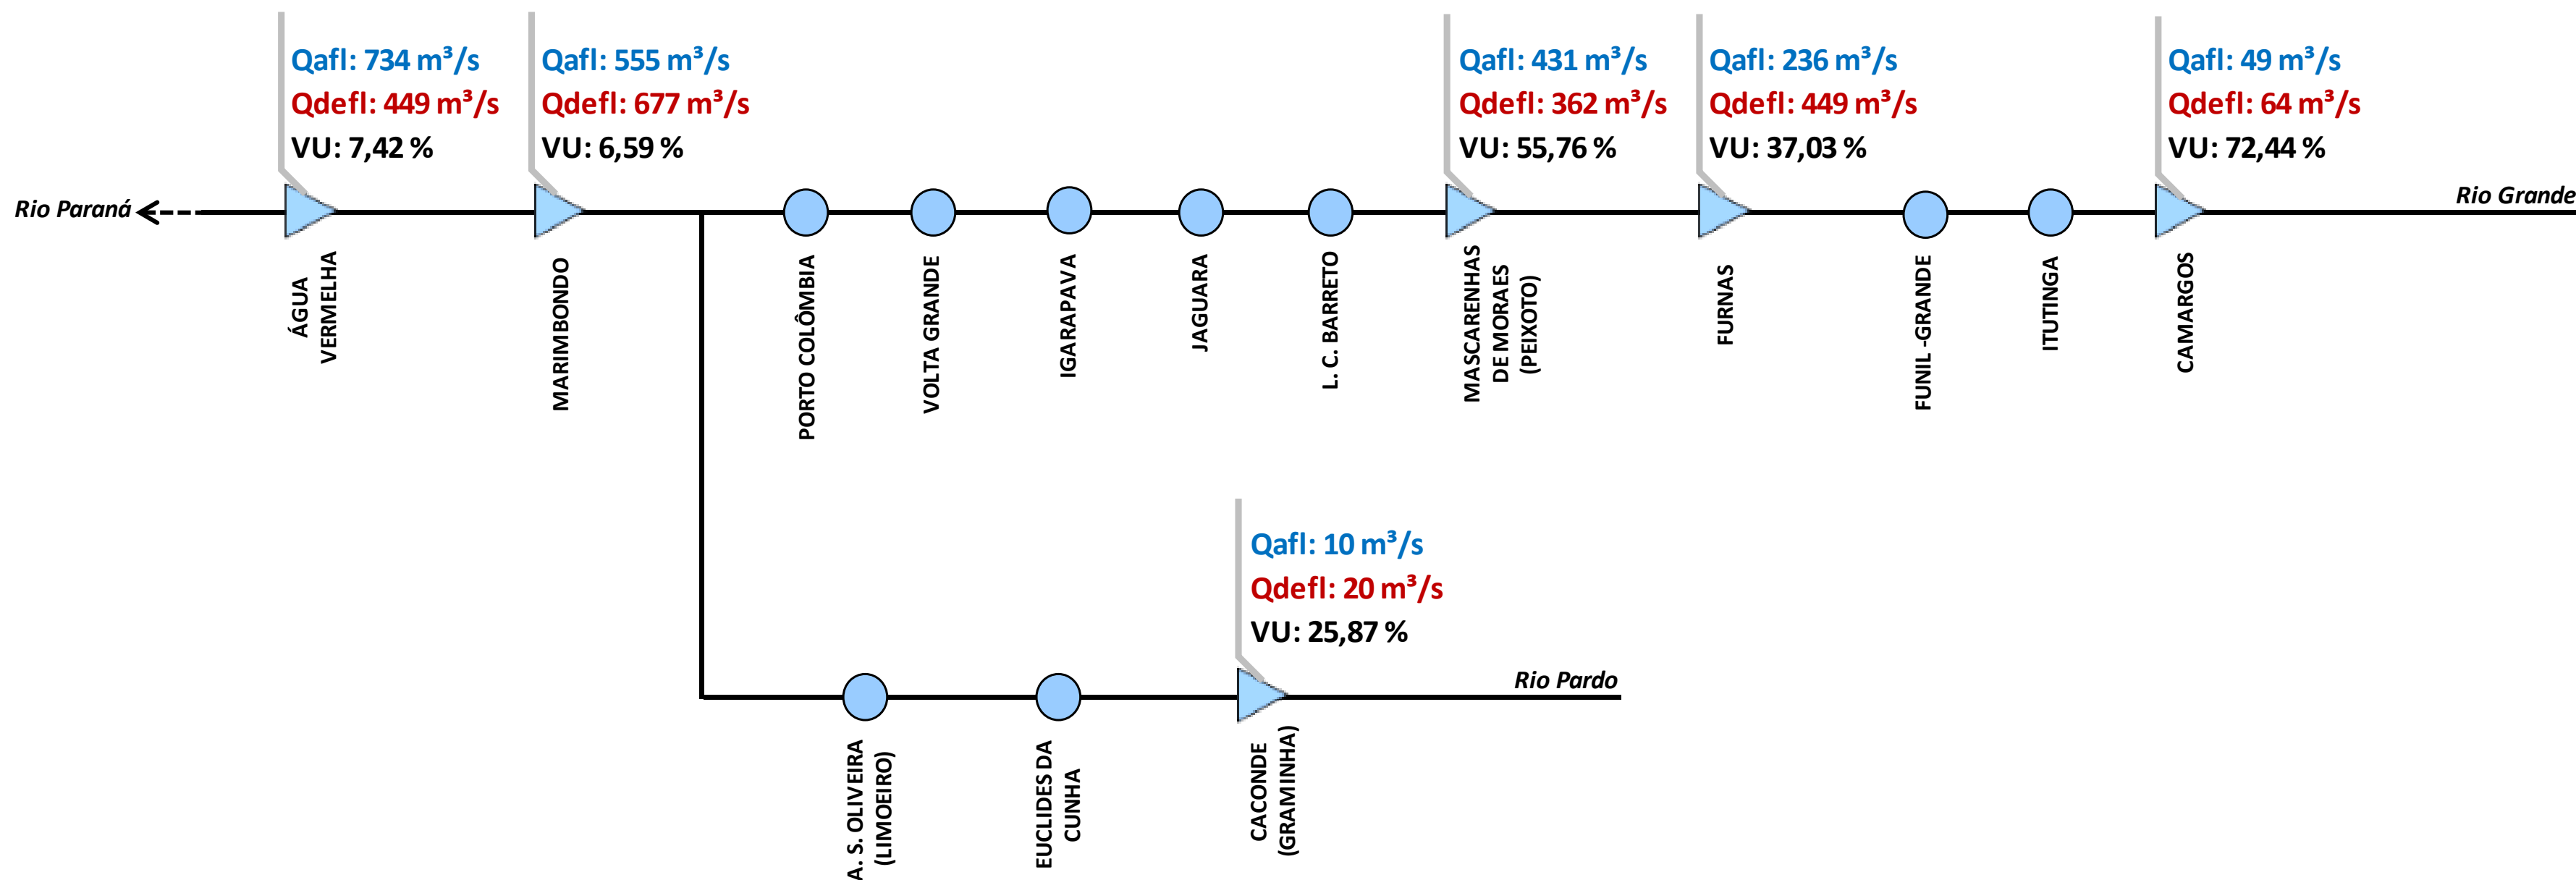 Qafl: 734 m³/s
Qdefl: 449 m³/s
VU: 7,42 %
Qafl: 555 m³/s
Qdefl: 677 m³/s
VU: 6,59 %
Qafl: 431 m³/s
Qdefl: 362 m³/s
VU: 55,76 %
Qafl: 236 m³/s
Qdefl: 449 m³/s
VU: 37,03 %
Qafl: 49 m³/s
Qdefl: 64 m³/s
VU: 72,44 %
Rio Paraná
Rio Grande
ÁGUA
VERMELHA
MARIMBONDO
PORTO COLÔMBIA
VOLTA GRANDE
IGARAPAVA
JAGUARA
L. C. BARRETO
MASCARENHAS
DE MORAES
(PEIXOTO)
FURNAS
FUNIL -GRANDE
ITUTINGA
CAMARGOS
Qafl: 10 m³/s
Qdefl: 20 m³/s
VU: 25,87 %
Rio Pardo
A. S. OLIVEIRA
(LIMOEIRO)
EUCLIDES DA
CUNHA
CACONDE
(GRAMINHA)